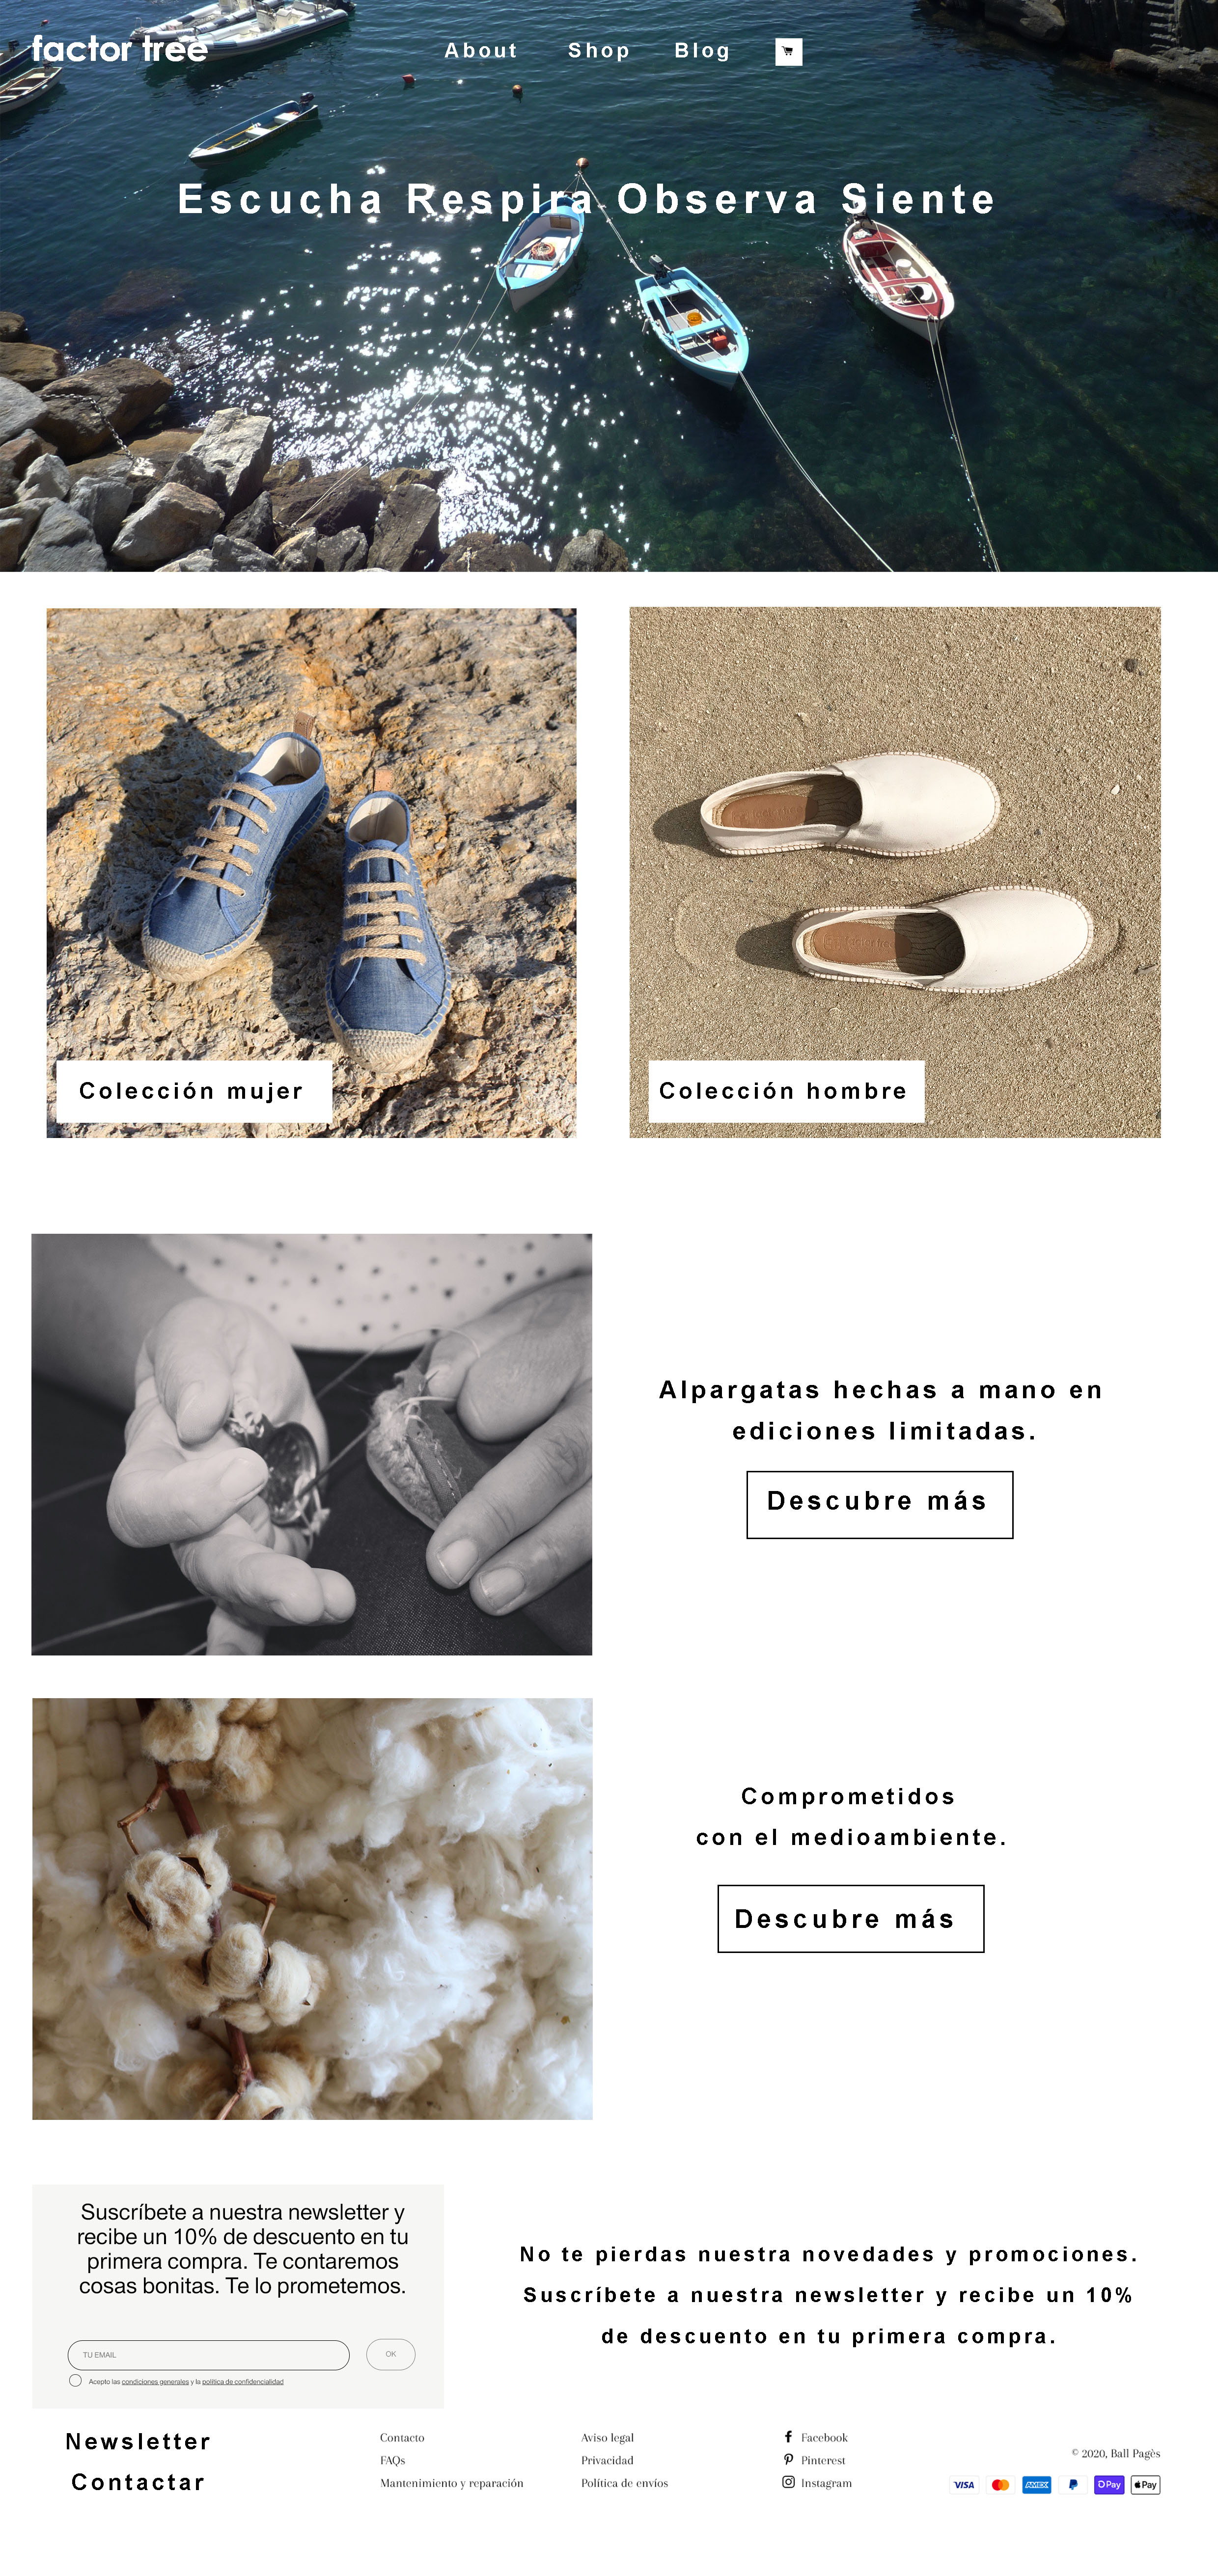 factor tree
About Shop Blog
Escucha Respira Observa Siente
Colección mujer
Colección hombre
Alpargatas hechas a mano en
ediciones limitadas.
Descubre más
Comprometidos
con el medioambiente.
Descubre más
Suscríbete a nuestra newsletter y
recibe un 10% de descuento en tu
primera compra. Te contaremos
cosas bonitas. Te lo prometemos.
TU EMAIL
OK
Acepto las condiciones generales y la política de confidencialidad
No te pierdas nuestra novedades y promociones.
Suscríbete a nuestra newsletter y recibe un 10%
de descuento en tu primera compra.
Newsletter
Contactar
Contacto
FAQs
Mantenimiento y reparación
Aviso legal
Privacidad
Política de envíos
Facebook
Pinterest
Instagram
© 2020, Ball Pagès
VISA
AMEX
Pay
Pay